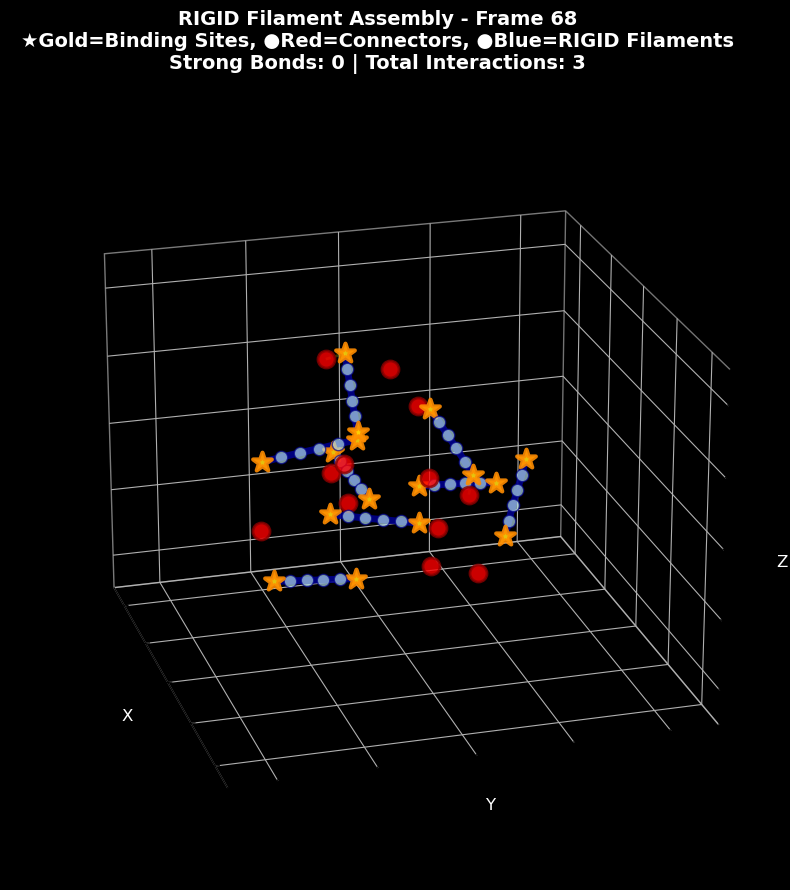 RIGID Filament Assembly - Frame 68
★Gold=Binding Sites, ●Red=Connectors, ●Blue=RIGID Filaments
Strong Bonds: 0 | Total Interactions: 3
Z
X
Y